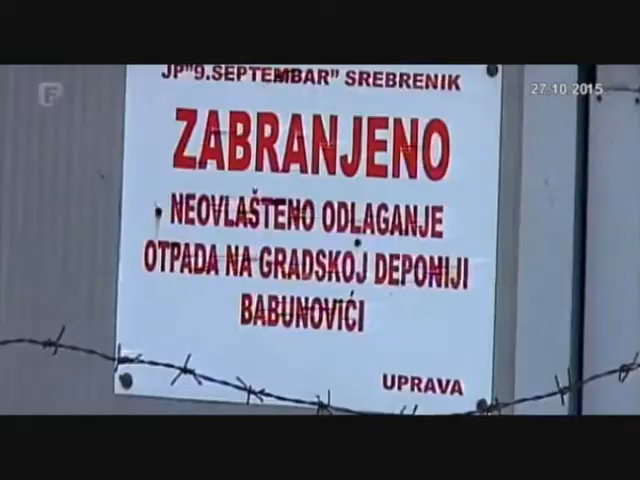 JP"9.SEPTEMBAR" SREBRENIK
27-10-2015
ZABRANJENO
NEOVLAŠTENO ODLAGANJE
OTPADA NA GRADSKOJ DEPONIJI
BABUNOVIĆI
UPRAVA
F